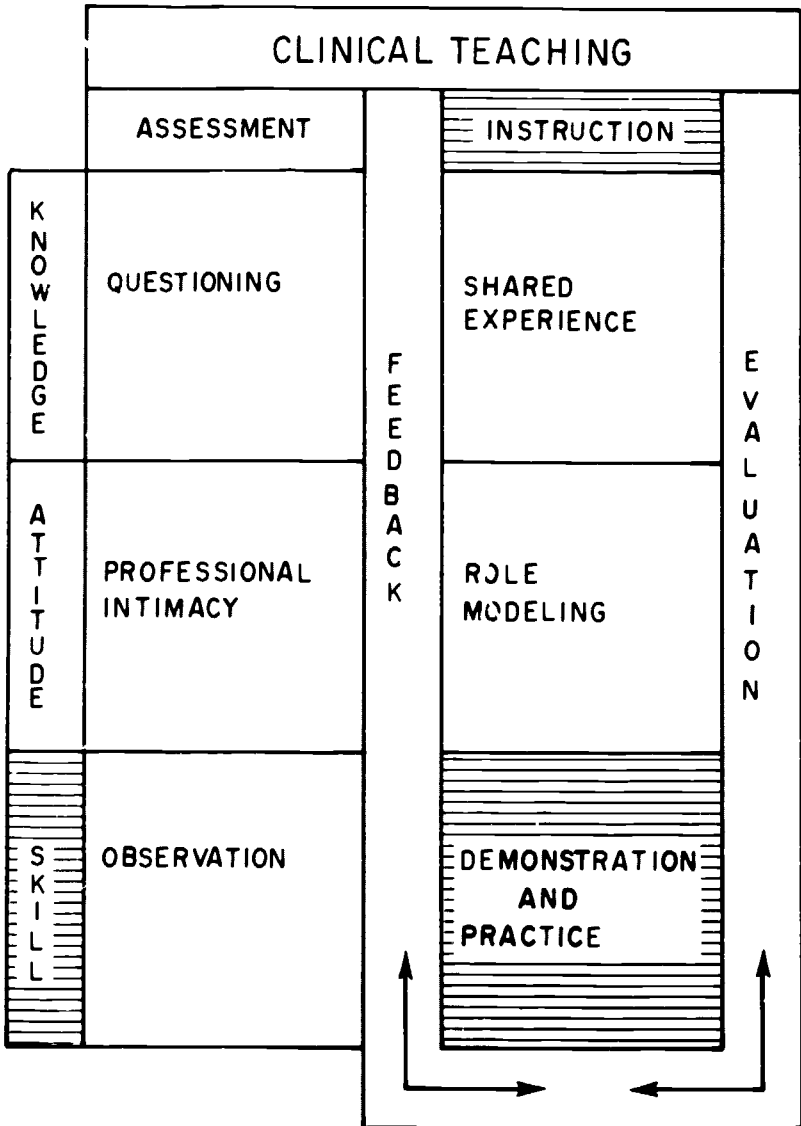 CLINICAL TEACHING
ASSESSMENT
INSTRUCTION
KNOWLEDGE
QUESTIONING
FEEDBACK
SHARED
EXPERIENCE
EVALUATION
ATTITUDE
PROFESSIONAL
INTIMACY
ROLE
MODELING
SKILL
OBSERVATION
DEMONSTRATION
AND
PRACTICE